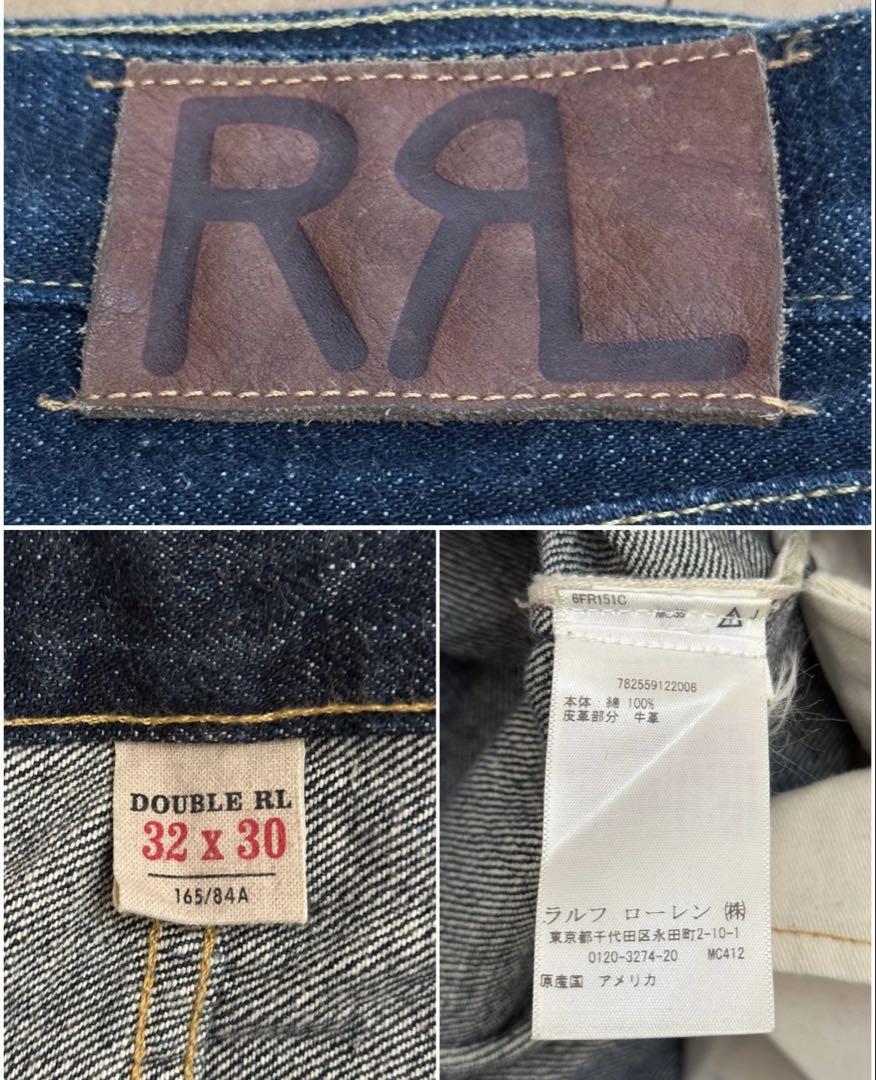 RRL
DOUBLE RL
32 x 30
165/84A
6FR151C
J
782559122008
本体 綿 100%
皮革部分 牛革
ラルフ ローレン ㈱
東京都千代田区永田町2-10-1
0120-3274-20 MC412
原産国 アメリカ